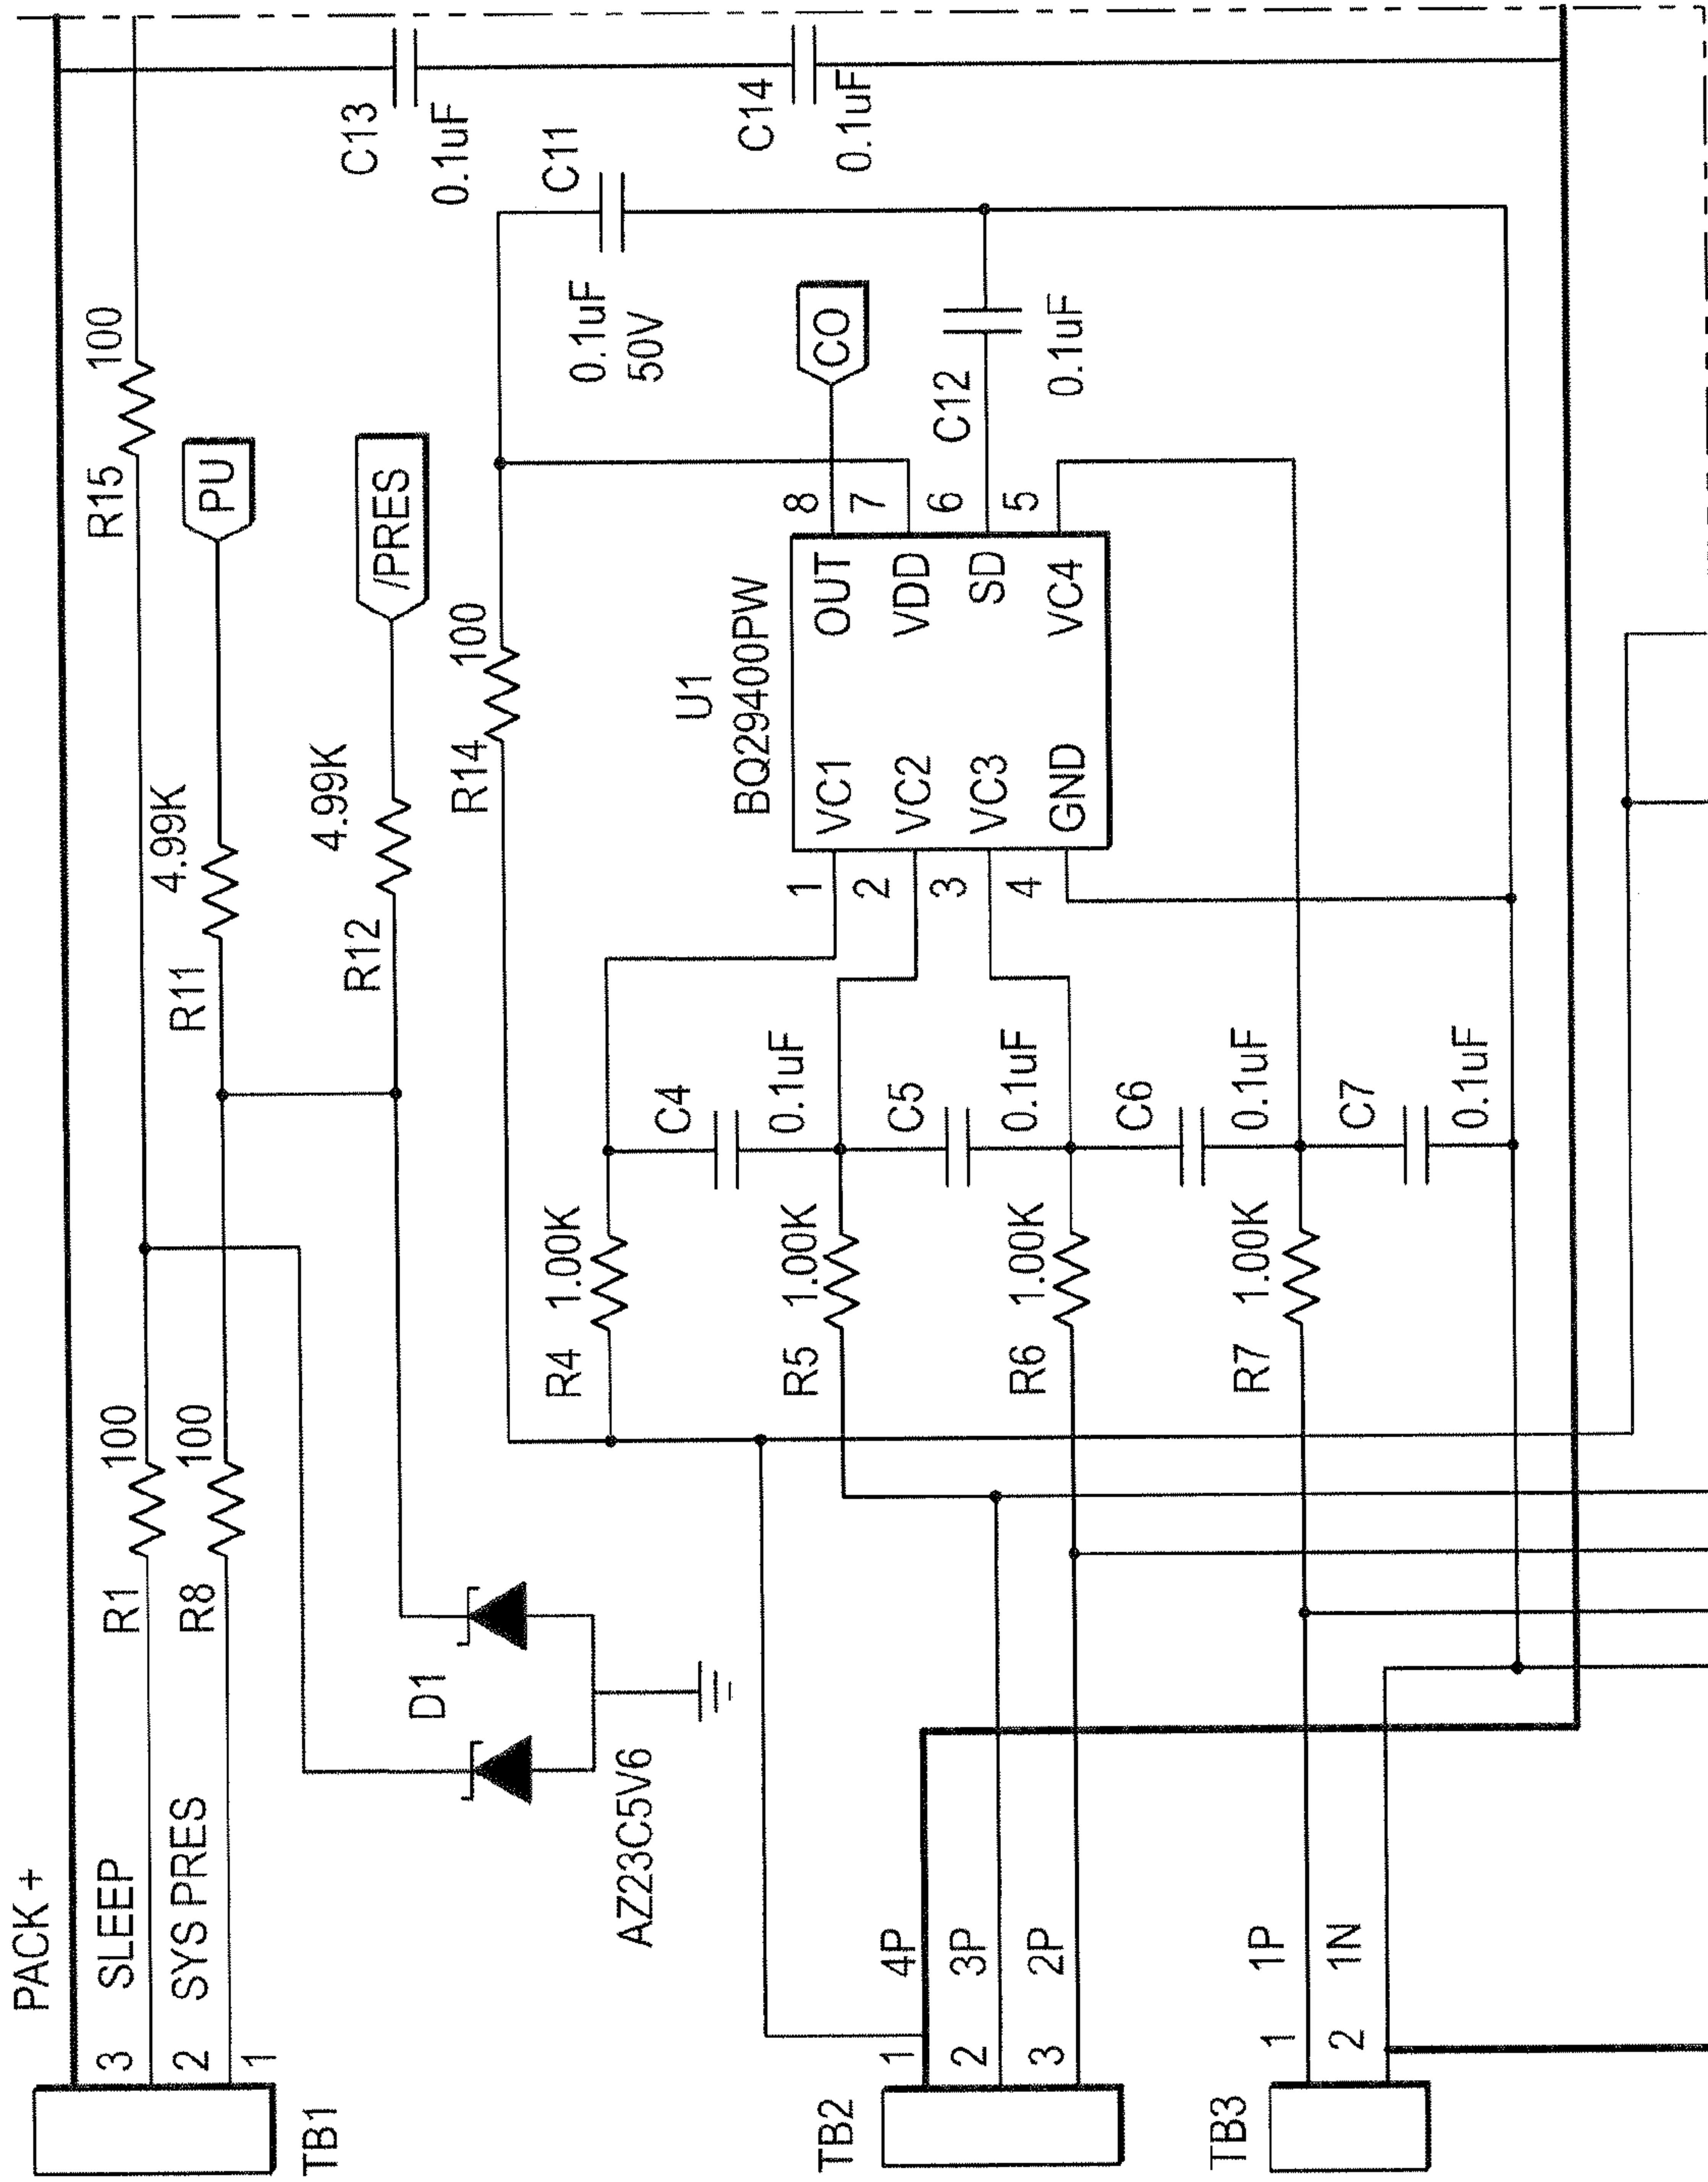 PACK +
3 SLEEP
2 SYS PRES
1
TB1
R1 100
R8 100
R15 100
R11 4.99K
PU
R12 4.99K
/PRES
D1
AZ23C5V6
C13
0.1uF
C14
0.1uF
R14 100
C11
0.1uF
50V
U1
BQ29400PW
1 VC1
2 VC2
3 VC3
4 GND
OUT 8
VDD 7
SD 6
VC4 5
CO
C12
0.1uF
R4 1.00K
C4
0.1uF
R5 1.00K
C5
0.1uF
R6 1.00K
C6
0.1uF
R7 1.00K
C7
0.1uF
1 4P
2 3P
3 2P
TB2
1 1P
2 1N
TB3